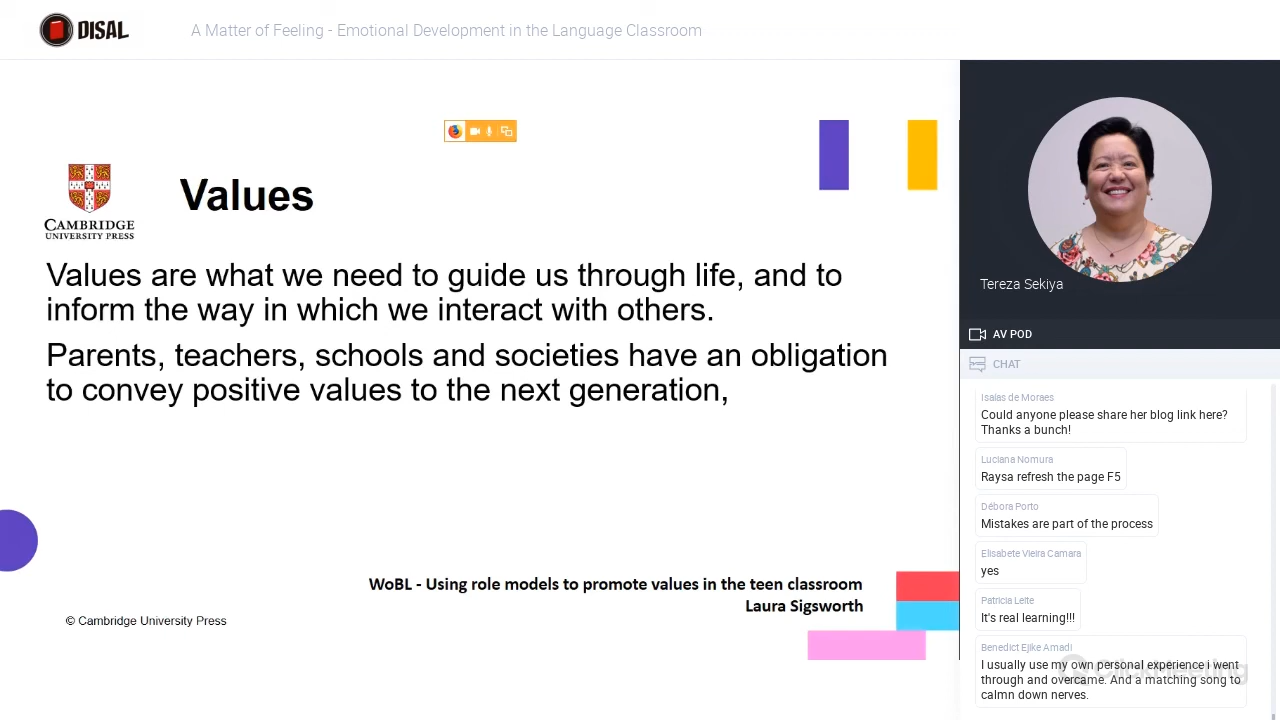 DISAL
A Matter of Feeling - Emotional Development in the Language Classroom
CAMBRIDGE
UNIVERSITY PRESS
Values
Values are what we need to guide us through life, and to
inform the way in which we interact with others.
Parents, teachers, schools and societies have an obligation
to convey positive values to the next generation,
WoBL - Using role models to promote values in the teen classroom
Laura Sigsworth
© Cambridge University Press
Tereza Sekiya
AV POD
CHAT
Isaías de Moraes
Could anyone please share her blog link here?
Thanks a bunch!
Luciana Nomura
Raysa refresh the page F5
Débora Porto
Mistakes are part of the process
Elisabete Vieira Camara
yes
Patricia Leite
It's real learning!!!
Benedict Ejike Amadi
I usually use my own personal experience i went
through and overcame. And a matching song to
calmn down nerves.